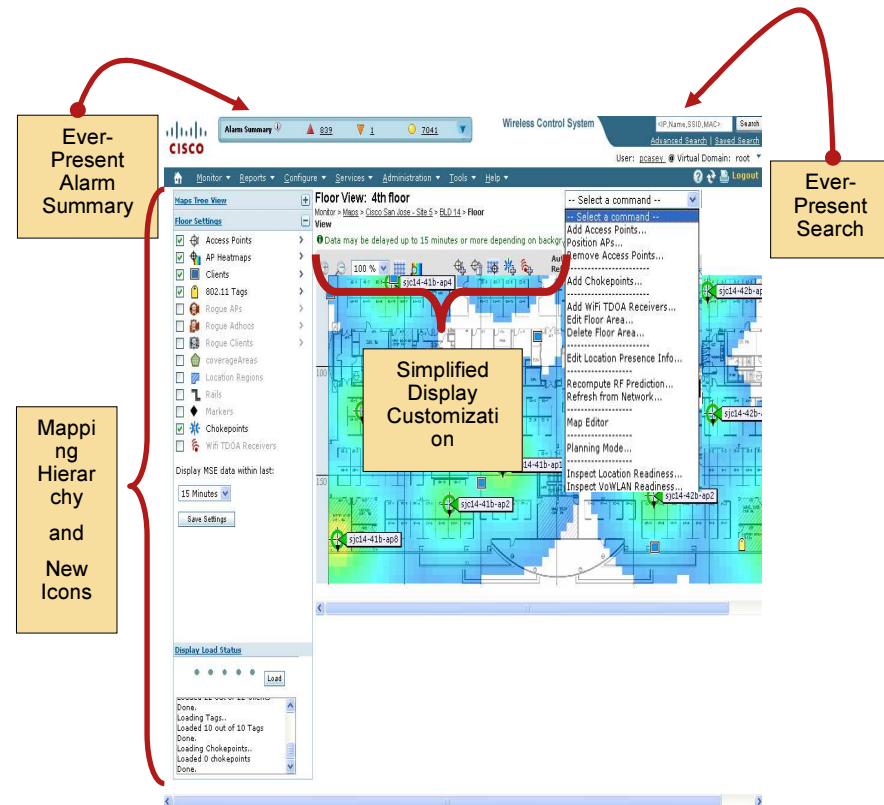 Ever-
Present
Alarm
Summary
CISCO
Alarm Summary
839
1
7041
Wireless Control System
<IP,Name,SSID,MAC>
Search
Advanced Search | Saved Search
User: pcasey @ Virtual Domain: root
Ever-
Present
Search
Monitor Reports Configure Services Administration Tools Help
Logout
Maps Tree View
Floor Settings
Access Points
AP Heatmaps
Clients
802.11 Tags
Rogue APs
Rogue Adhocs
Rogue Clients
coverageAreas
Location Regions
Rails
Markers
Chokepoints
Wifi TDOA Receivers
Display MSE data within last:
15 Minutes
Save Settings
Mappi
ng
Hierar
chy
and
New
Icons
Floor View: 4th floor
Monitor > Maps > Cisco San Jose - Site 5 > BLD 14 > Floor
View
Data may be delayed up to 15 minutes or more depending on backgr
100 %
-- Select a command --
-- Select a command --
Add Access Points...
Position APs...
Remove Access Points...
--------------------
Add Chokepoints...
--------------------
Add WiFi TDOA Receivers...
Edit Floor Area...
Delete Floor Area...
--------------------
Edit Location Presence Info...
--------------------
Recompute RF Prediction...
Refresh from Network...
--------------------
Map Editor
--------------------
Planning Mode...
--------------------
Inspect Location Readiness...
Inspect VoWLAN Readiness...
sjc14-41b-ap4
Simplified
Display
Customizati
on
100
150
sjc14-41b-ap2
sjc14-41b-ap8
sjc14-42b-ap2
Display Load Status
Load
Done.
Loading Tags..
Loaded 10 out of 10 Tags
Done.
Loading Chokepoints..
Loaded 0 chokepoints
Done.